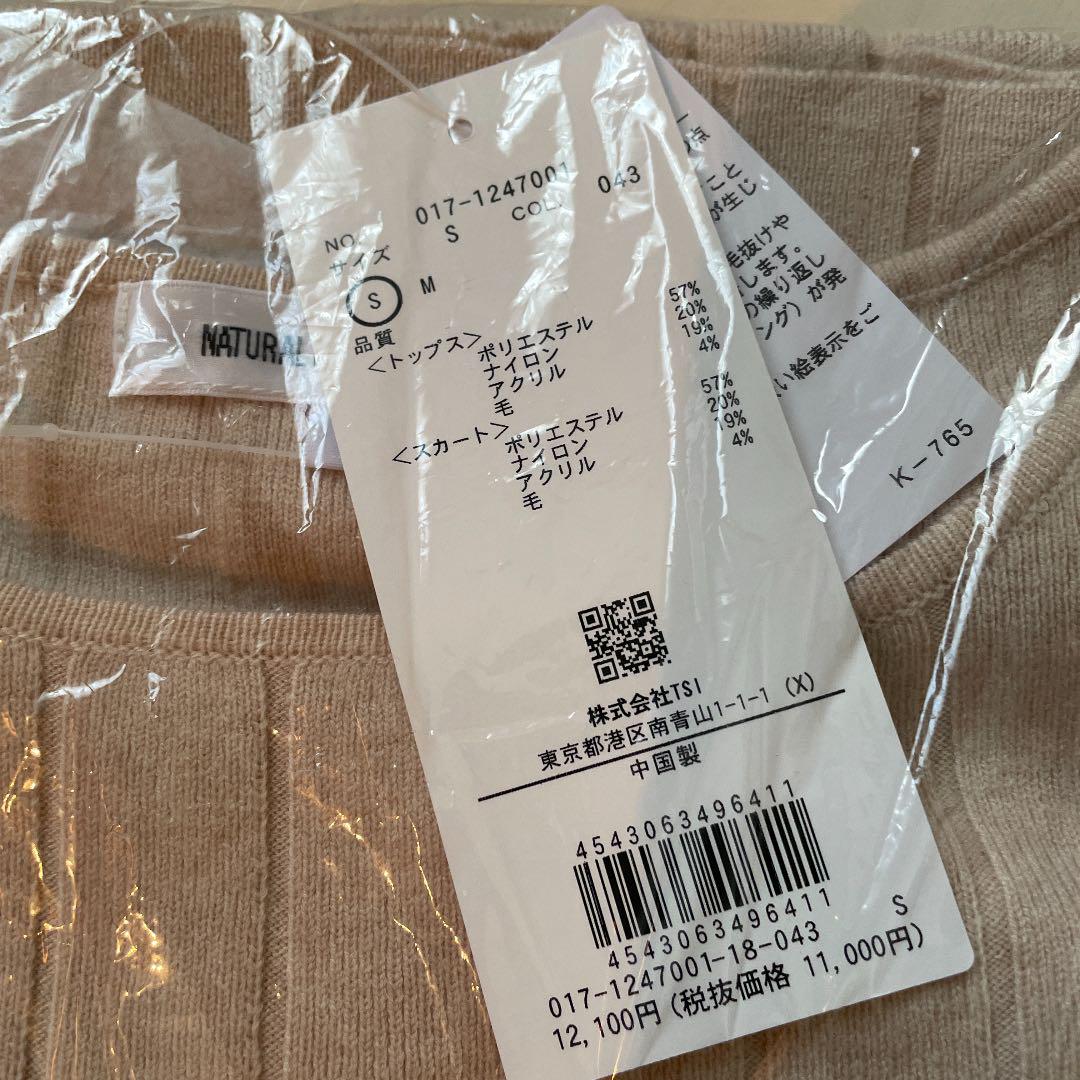 NATURAL
NO. 017-1247001
サイズ S COL. 043
S M
品質
<トップス>
ポリエステル 57%
ナイロン 20%
アクリル 19%
毛 4%
<スカート>
ポリエステル 57%
ナイロン 20%
アクリル 19%
毛 4%
株式会社TSI
東京都港区南青山1-1-1 (X)
中国製
4543063496411
4543063496411
017-1247001-18-043 S
12,100円(税抜価格 11,000円)
点
こと
が生じ
毛抜けや
します。
の繰り返し
ング)が発
い絵表示をご
K-765